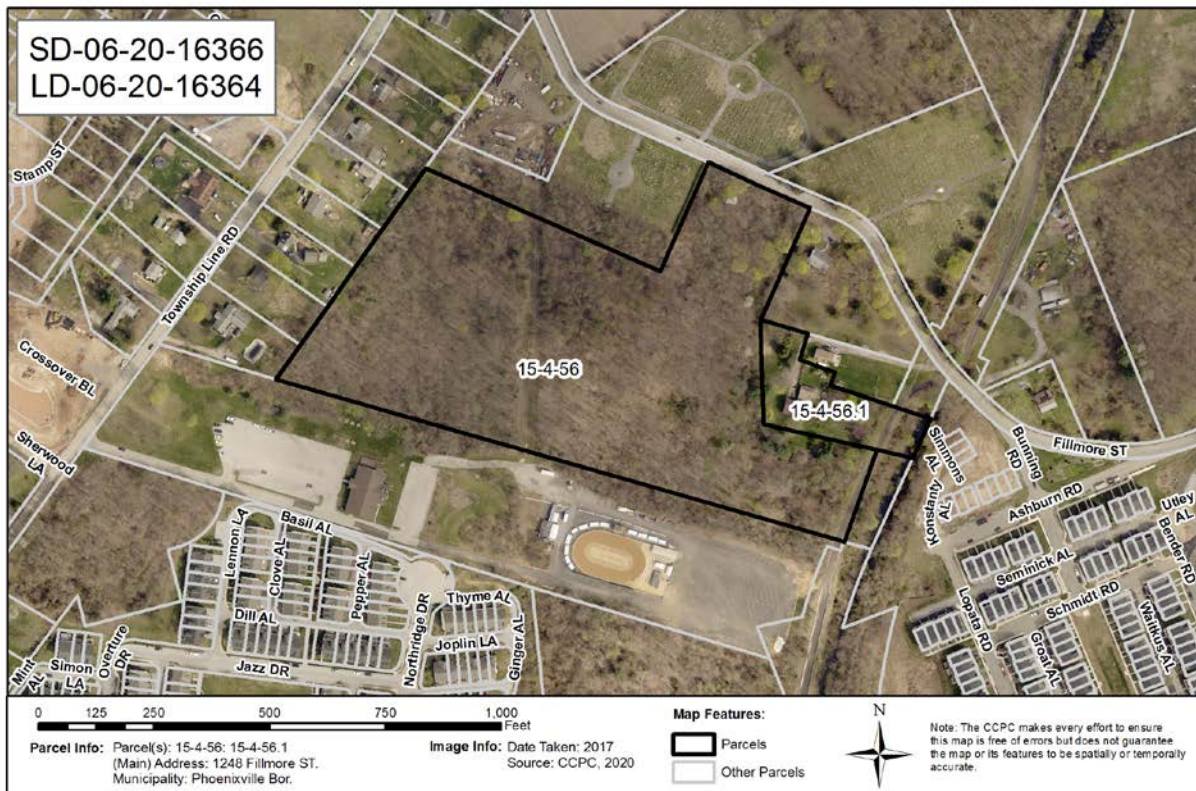 SD-06-20-16366
LD-06-20-16364
Stamp ST
Township Line RD
Crossover BL
Sherwood
LA
15-4-56
15-4-56.1
Fillmore ST
Bunning
RD
Simmons
AL
Konstanty
AL
Ashburn RD
Utley
AL
Bender RD
Seminick AL
Schmidt RD
Lopata RD
Groat AL
Waitkus AL
Basil AL
Lennon LA
Clove AL
Pepper AL
Dill AL
Northridge DR
Thyme AL
Joplin LA
Ginger AL
Jazz DR
Overture
DR
Simon
LA
Mint
AL
0 125 250 500 750 1,000
Feet
Parcel Info: Parcel(s): 15-4-56: 15-4-56.1
(Main) Address: 1248 Fillmore ST.
Municipality: Phoenixville Bor.
Image Info: Date Taken: 2017
Source: CCPC, 2020
Map Features:
Parcels
Other Parcels
N
Note: The CCPC makes every effort to ensure
this map is free of errors but does not guarantee
the map or its features to be spatially or temporally
accurate.